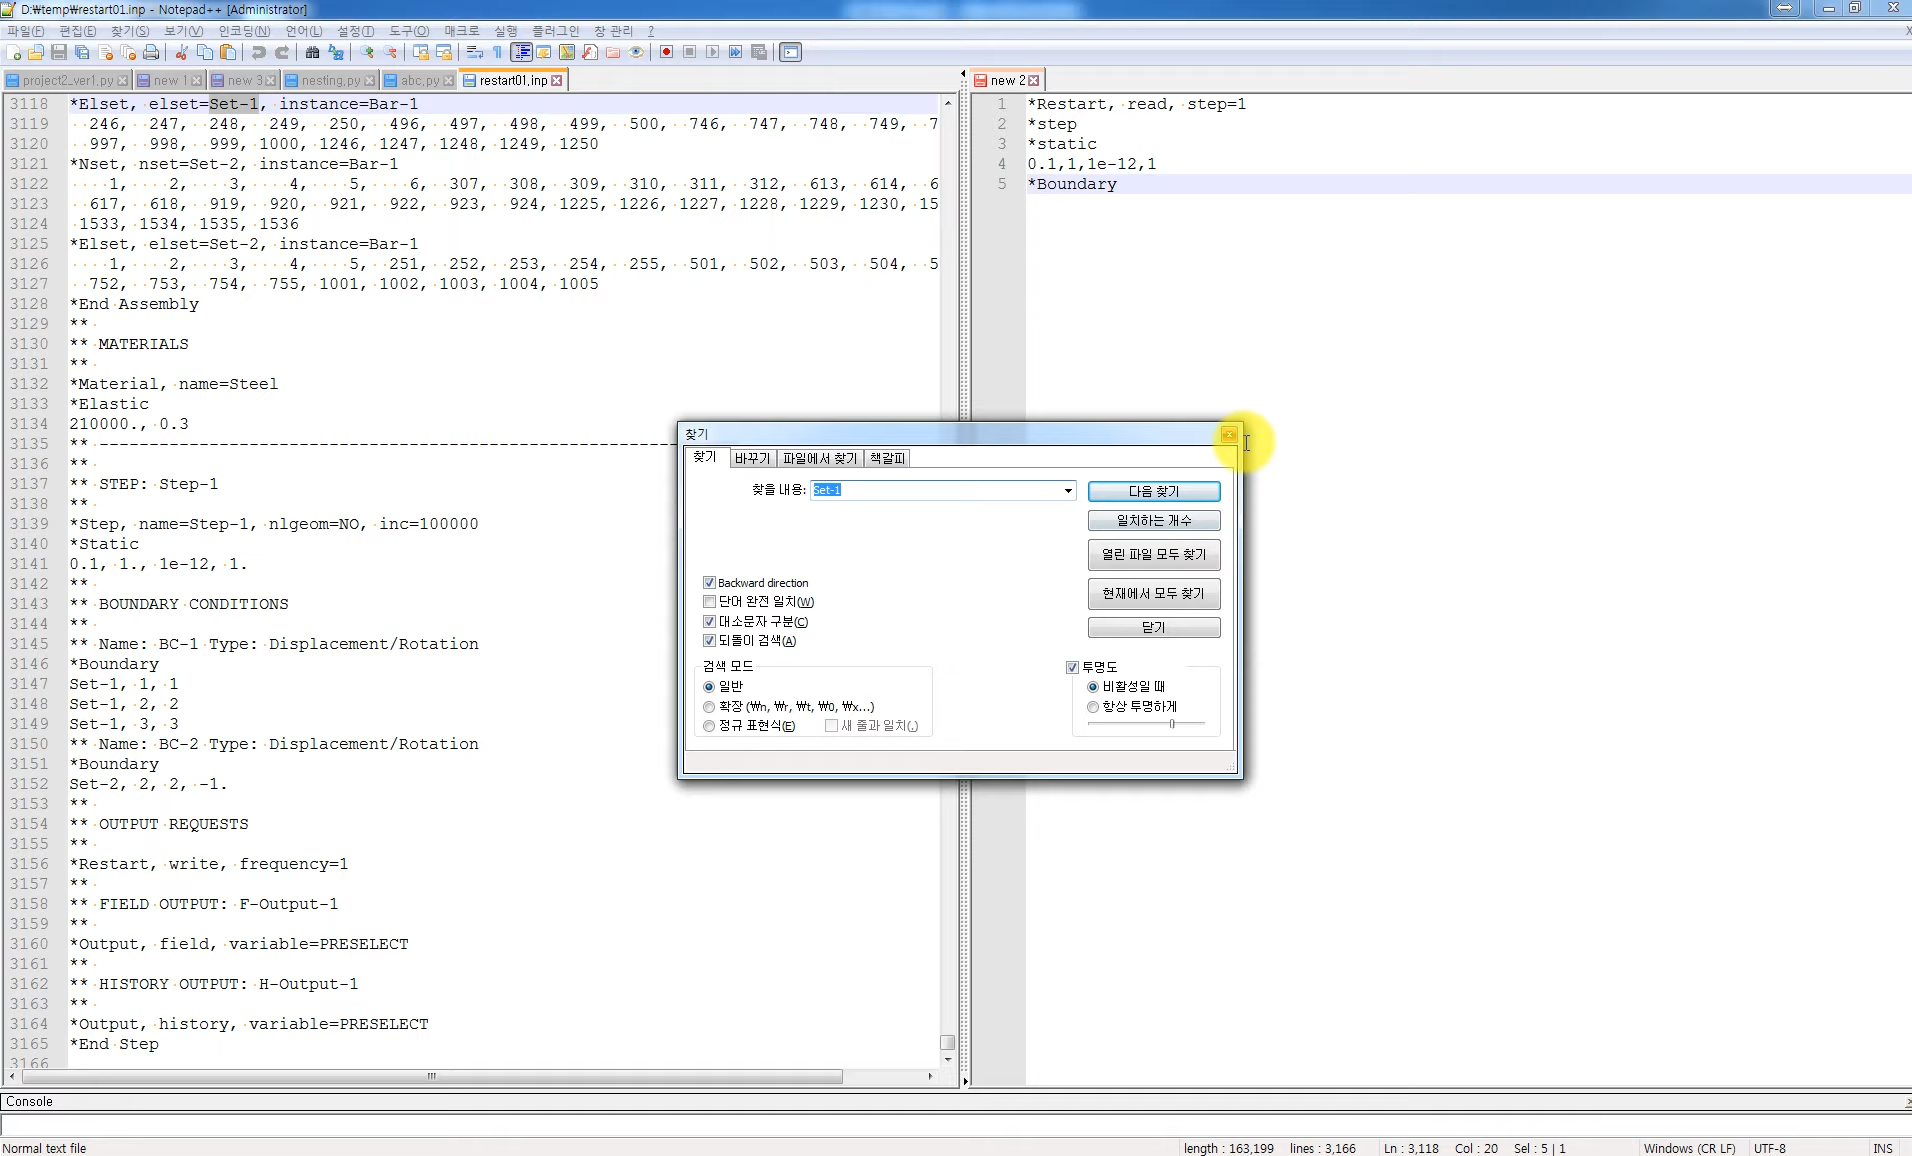 D:\temp\restart01.inp - Notepad++ [Administrator]
파일(F) 편집(E) 찾기(S) 보기(V) 인코딩(N) 언어(L) 설정(T) 도구(O) 매크로 실행 플러그인 창 관리 ?
project2_ver1.py new 1 new 3 nesting.py abc.py restart01.inp
new 2
3118 *Elset, elset=Set-1, instance=Bar-1
3119 246, 247, 248, 249, 250, 496, 497, 498, 499, 500, 746, 747, 748, 749, 7
3120 997, 998, 999, 1000, 1246, 1247, 1248, 1249, 1250
3121 *Nset, nset=Set-2, instance=Bar-1
3122 1, 2, 3, 4, 5, 6, 307, 308, 309, 310, 311, 312, 613, 614, 6
3123 617, 618, 919, 920, 921, 922, 923, 924, 1225, 1226, 1227, 1228, 1229, 1230, 15
3124 1533, 1534, 1535, 1536
3125 *Elset, elset=Set-2, instance=Bar-1
3126 1, 2, 3, 4, 5, 251, 252, 253, 254, 255, 501, 502, 503, 504, 5
3127 752, 753, 754, 755, 1001, 1002, 1003, 1004, 1005
3128 *End Assembly
3129 **
3130 ** MATERIALS
3131 **
3132 *Material, name=Steel
3133 *Elastic
3134 210000., 0.3
3135 ** ----------------------------------------------------------------
3136 **
3137 ** STEP: Step-1
3138 **
3139 *Step, name=Step-1, nlgeom=NO, inc=100000
3140 *Static
3141 0.1, 1., 1e-12, 1.
3142 **
3143 ** BOUNDARY CONDITIONS
3144 **
3145 ** Name: BC-1 Type: Displacement/Rotation
3146 *Boundary
3147 Set-1, 1, 1
3148 Set-1, 2, 2
3149 Set-1, 3, 3
3150 ** Name: BC-2 Type: Displacement/Rotation
3151 *Boundary
3152 Set-2, 2, 2, -1.
3153 **
3154 ** OUTPUT REQUESTS
3155 **
3156 *Restart, write, frequency=1
3157 **
3158 ** FIELD OUTPUT: F-Output-1
3159 **
3160 *Output, field, variable=PRESELECT
3161 **
3162 ** HISTORY OUTPUT: H-Output-1
3163 **
3164 *Output, history, variable=PRESELECT
3165 *End Step
3166
1 *Restart, read, step=1
2 *step
3 *static
4 0.1,1,1e-12,1
5 *Boundary
찾기
찾기 바꾸기 파일에서 찾기 책갈피
찾을 내용: Set-1
다음 찾기
일치하는 개수
열린 파일 모두 찾기
현재에서 모두 찾기
닫기
Backward direction
단어 완전 일치(W)
대소문자 구분(C)
되돌이 검색(A)
검색 모드
일반
확장 (₩n, ₩r, ₩t, ₩0, ₩x...)
정규 표현식(E) 새 줄과 일치(.)
투명도
비활성일 때
항상 투명하게
Console
Normal text file length : 163,199 lines : 3,166 Ln : 3,118 Col : 20 Sel : 5 | 1 Windows (CR LF) UTF-8 INS